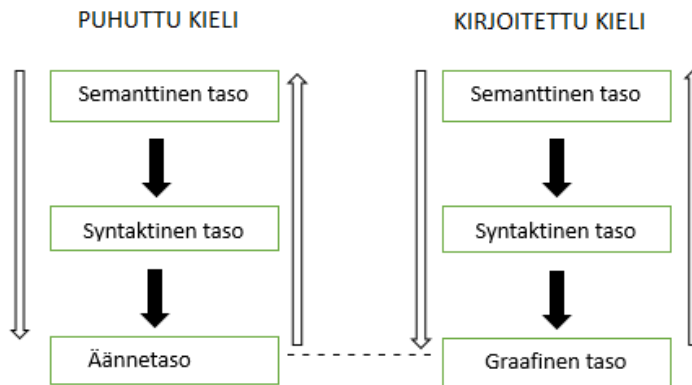 PUHUTTU KIELI
Semanttinen taso
Syntaktinen taso
Äännetaso
KIRJOITETTU KIELI
Semanttinen taso
Syntaktinen taso
Graafinen taso